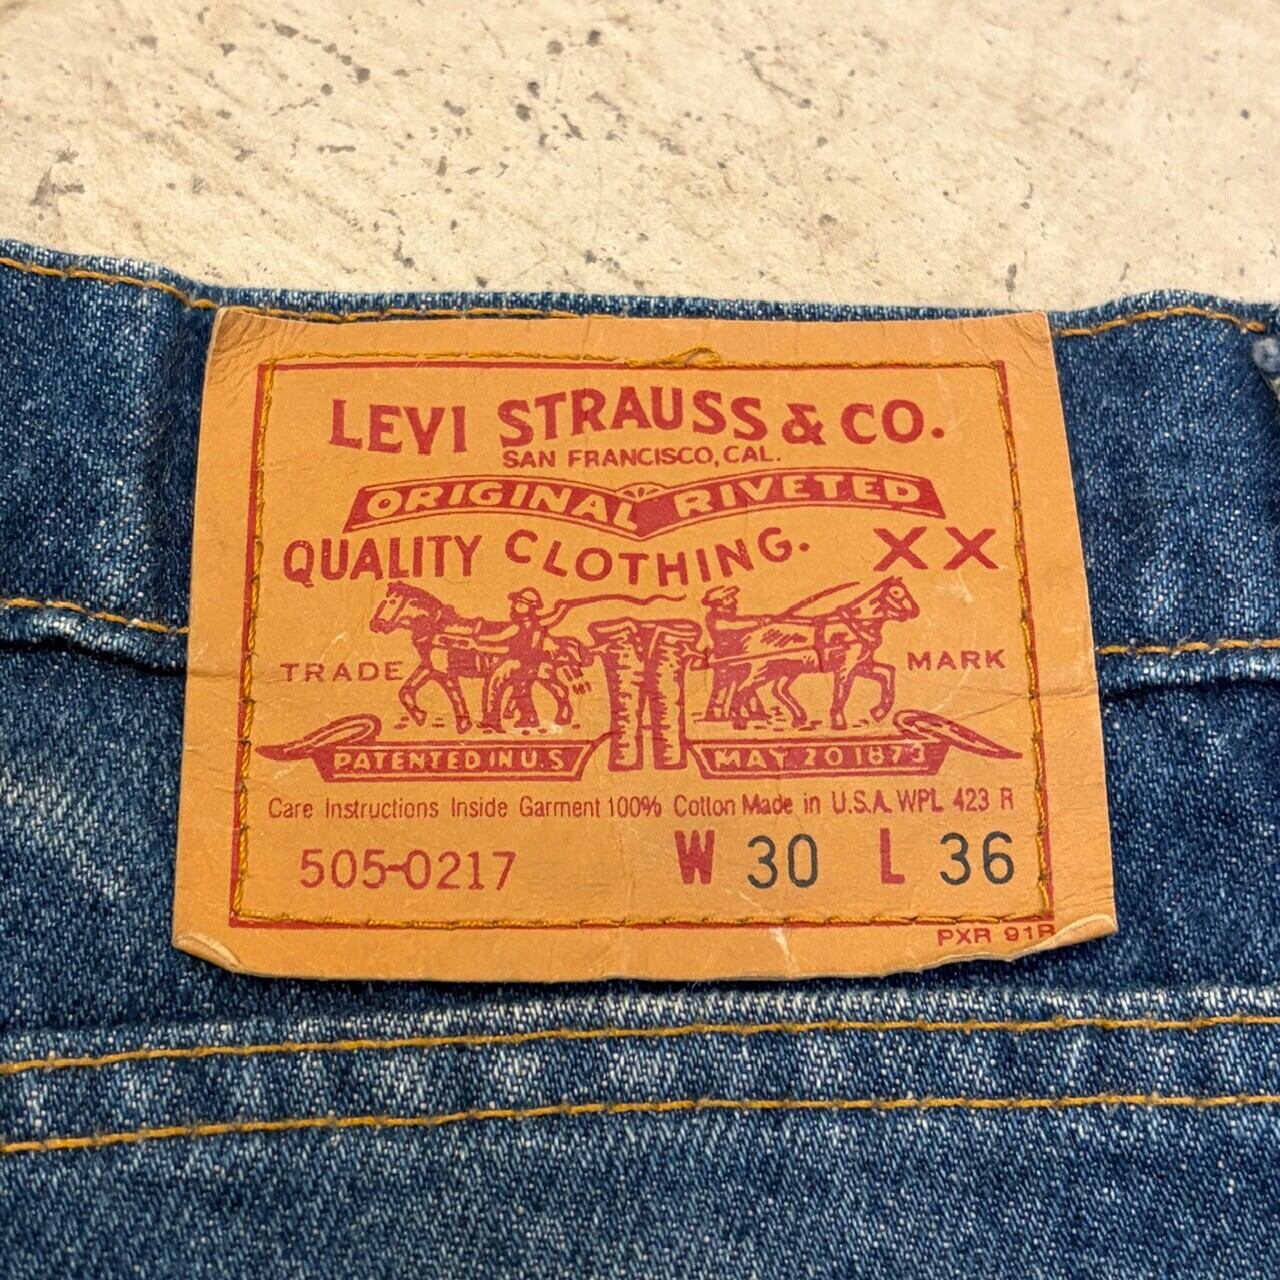 LEVI STRAUSS & CO.
SAN FRANCISCO, CAL.
ORIGINAL RIVETED
QUALITY CLOTHING. XX
TRADE MARK
PATENTED IN U.S MAY 20 1873
Care Instructions Inside Garment 100% Cotton Made in U.S.A. WPL 423 R
505-0217 W 30 L 36
PXR 91R